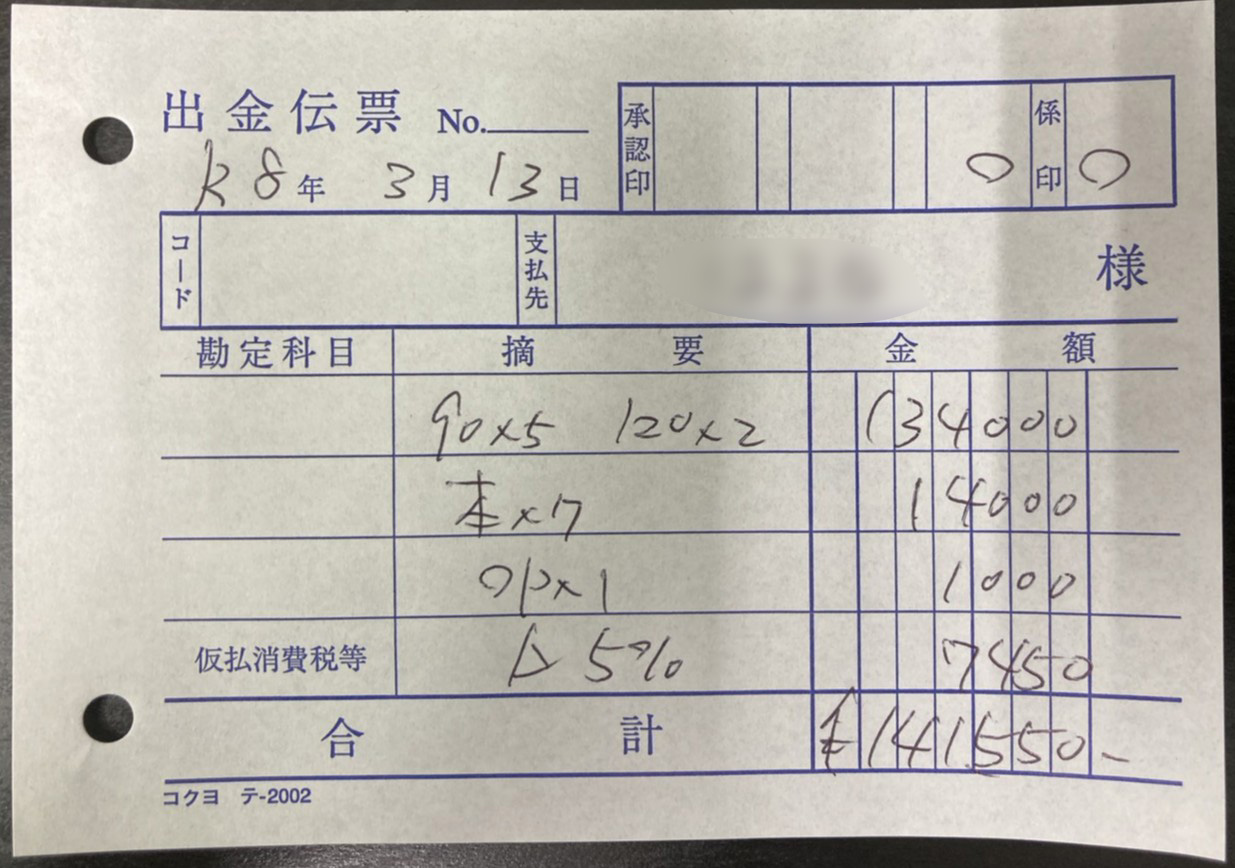 出金伝票 No.
R8年 3月 13日
承認印 係印
コード 支払先 様
勘定科目 摘要 金額
90×5 120×2 134000
本×17 14000
OP×1 1000
仮払消費税等 △5% 7450
合計 ¥141550-
コクヨ テ-2002